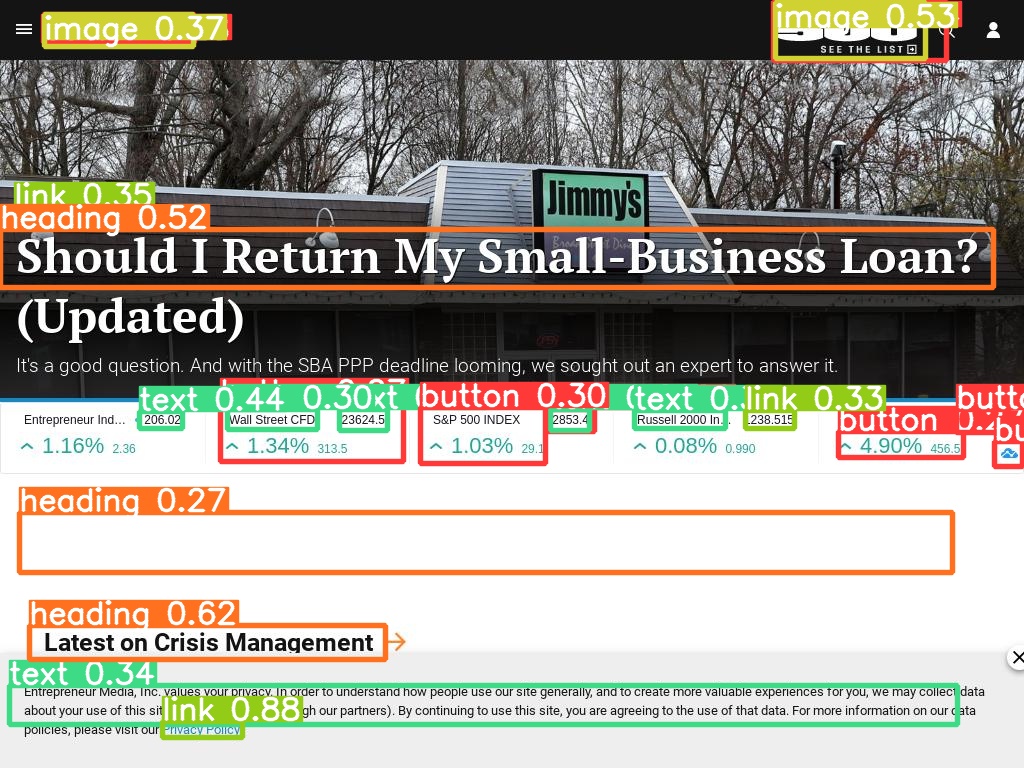 image 0.37
image 0.53
SEE THE LIST
Jimmy's
link 0.35
heading 0.52
Should I Return My Small-Business Loan?
(Updated)
It's a good question. And with the SBA PPP deadline looming, we sought out an expert to answer it.
text 0.44 0.30 button 0.30 link 0.33
button
Entrepreneur Ind... 206.02 Wall Street CFD 23624.5 S&P 500 INDEX 2853.4 Russell 2000 In... 238.515
1.16% 2.36 1.34% 313.5 1.03% 29.1 0.08% 0.990 4.90% 456.5
heading 0.27
heading 0.62
Latest on Crisis Management
text 0.34
Entrepreneur Media, Inc. values your privacy. In order to understand how people use our site generally, and to create more valuable experiences for you, we may collect data
about your use of this sit link 0.88 gh our partners). By continuing to use this site, you are agreeing to the use of that data. For more information on our data
policies, please visit our Privacy Policy